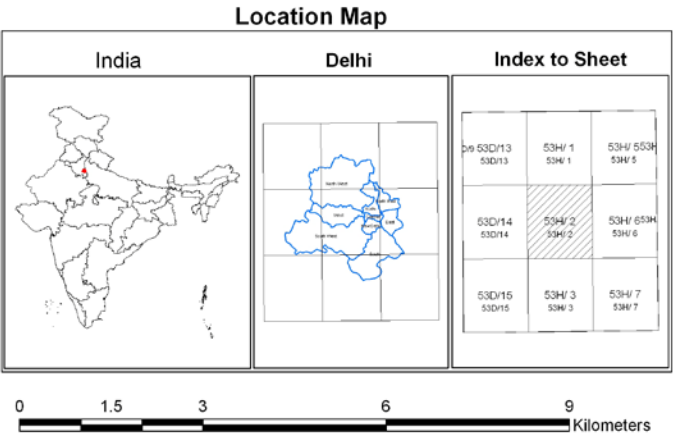 Location Map
India
Delhi
Index to Sheet
53D/13 53H/ 1 53H/ 553H
53D/13 53H/ 1 53H/ 5
53D/14 53H/ 2 53H/ 653H
53D/14 53H/ 2 53H/ 6
53D/15 53H/ 3 53H/ 7
53D/15 53H/ 3 53H/ 7
0 1.5 3 6 9
Kilometers